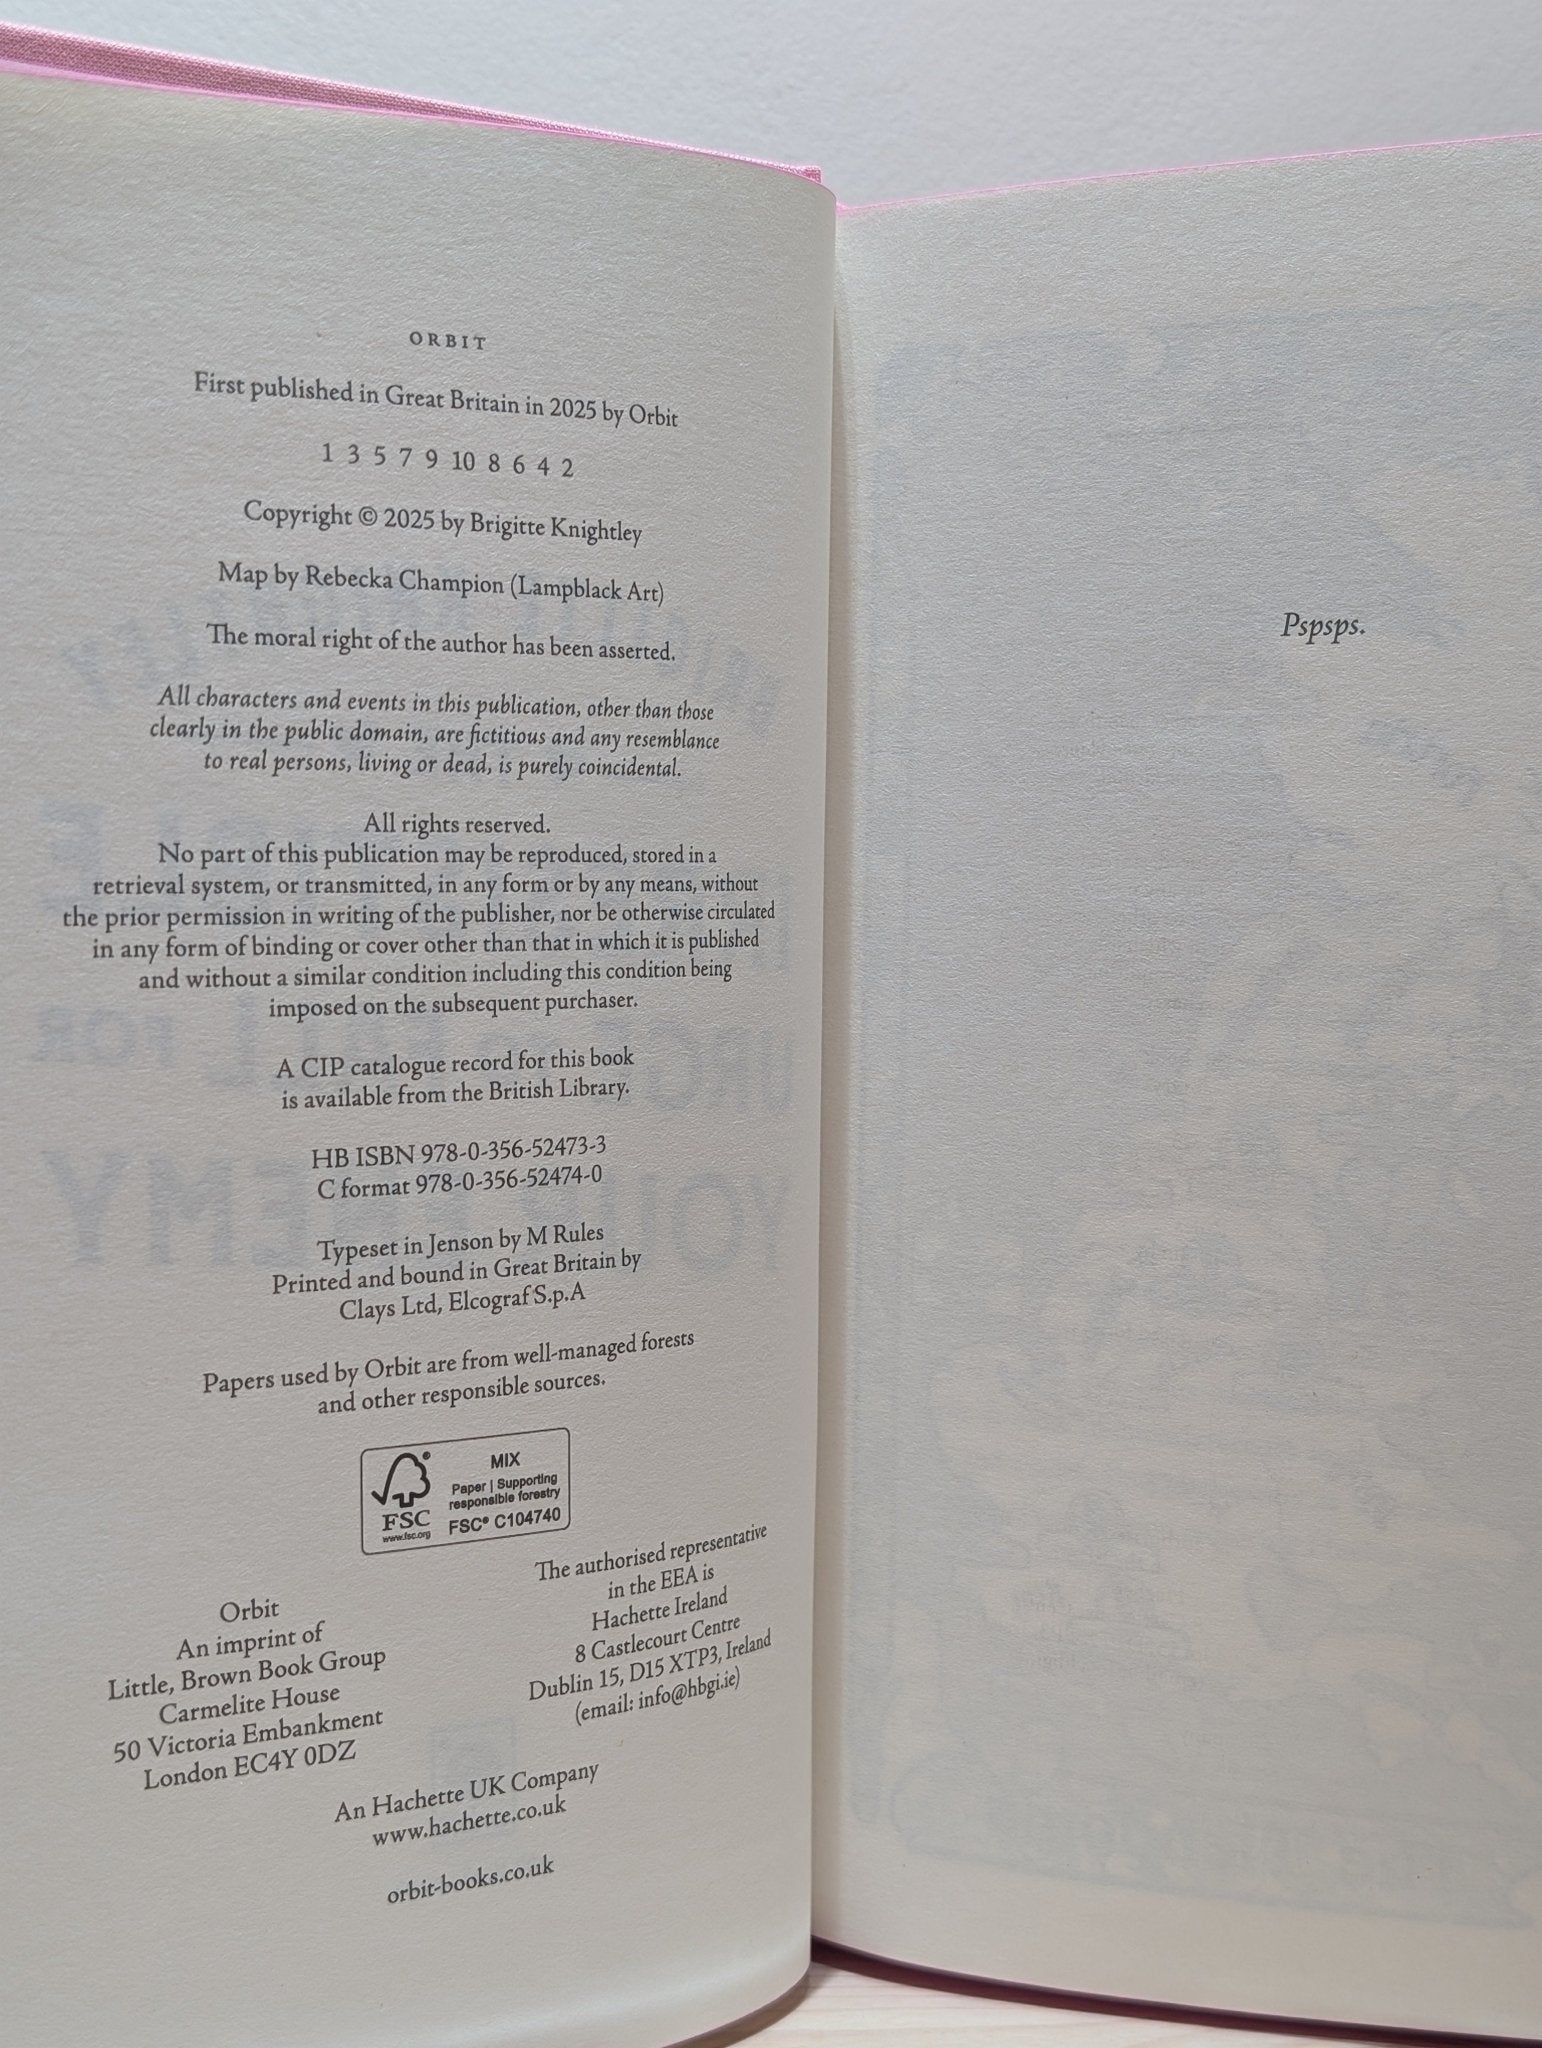 ORBIT
First published in Great Britain in 2025 by Orbit
1 3 5 7 9 10 8 6 4 2
Copyright © 2025 by Brigitte Knightley
Map by Rebecka Champion (Lampblack Art)
The moral right of the author has been asserted.
All characters and events in this publication, other than those
clearly in the public domain, are fictitious and any resemblance
to real persons, living or dead, is purely coincidental.
All rights reserved.
No part of this publication may be reproduced, stored in a
retrieval system, or transmitted, in any form or by any means, without
the prior permission in writing of the publisher, nor be otherwise circulated
in any form of binding or cover other than that in which it is published
and without a similar condition including this condition being
imposed on the subsequent purchaser.
A CIP catalogue record for this book
is available from the British Library.
HB ISBN 978-0-356-52473-3
C format 978-0-356-52474-0
Typeset in Jenson by M Rules
Printed and bound in Great Britain by
Clays Ltd, Elcograf S.p.A
Papers used by Orbit are from well-managed forests
and other responsible sources.
FSC
www.fsc.org
MIX
Paper | Supporting
responsible forestry
FSC® C104740
Orbit
An imprint of
Little, Brown Book Group
Carmelite House
50 Victoria Embankment
London EC4Y 0DZ
The authorised representative
in the EEA is
Hachette Ireland
8 Castlecourt Centre
Dublin 15, D15 XTP3, Ireland
(email: info@hbgi.ie)
An Hachette UK Company
www.hachette.co.uk
orbit-books.co.uk
Pspsps.